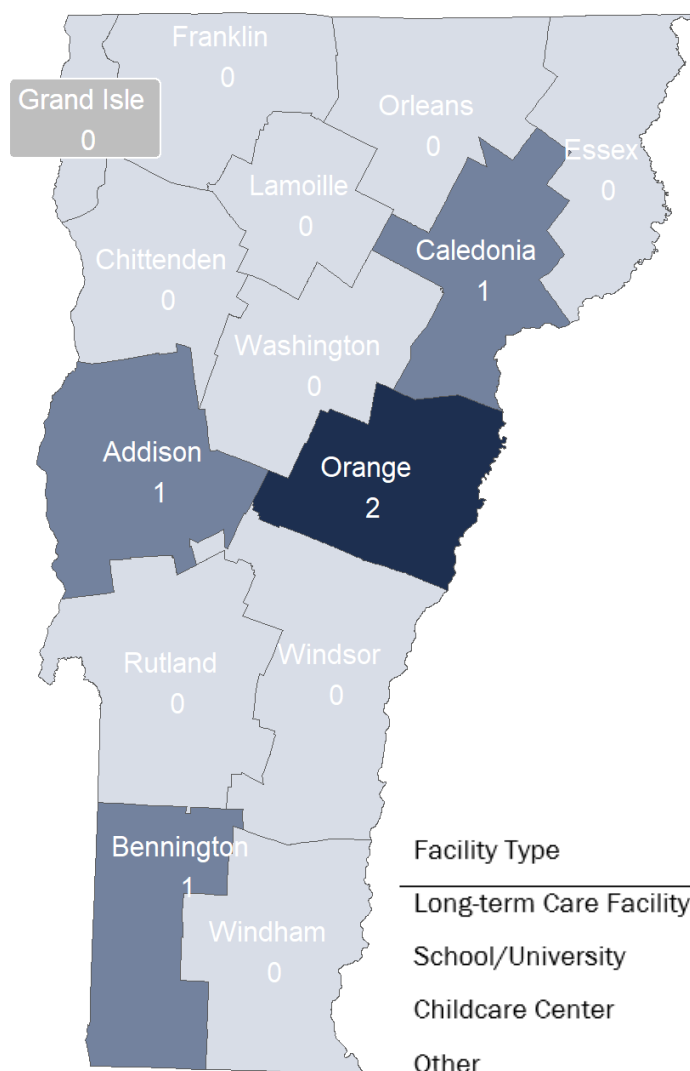 Franklin
0
Grand Isle
0
Orleans
0
Essex
0
Lamoille
0
Caledonia
1
Chittenden
0
Washington
0
Addison
1
Orange
2
Rutland
0
Windsor
0
Bennington
1
Windham
0
Facility Type
Long-term Care Facility
School/University
Childcare Center
Other